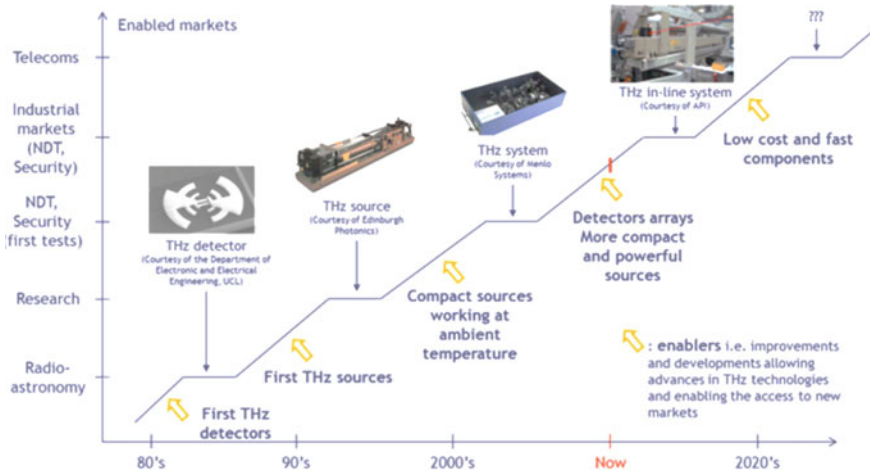 Enabled markets
???
Telecoms
Industrial
markets
(NDT,
Security)
NDT,
Security
(first tests)
Research
Radio-
astronomy
THz detector
(Courtesy of the Department of
Electronic and Electrical
Engineering, UCL)
THz source
(Courtesy of Edinburgh
Photonics)
THz system
(Courtesy of Menlo
Systems)
THz in-line system
(Courtesy of API)
Low cost and fast
components
Detectors arrays
More compact
and powerful
sources
Compact sources
working at
ambient
temperature
First THz sources
First THz
detectors
: enablers i.e. improvements
and developments allowing
advances in THz technologies
and enabling the access to new
markets
80's
90's
2000's
Now
2020's